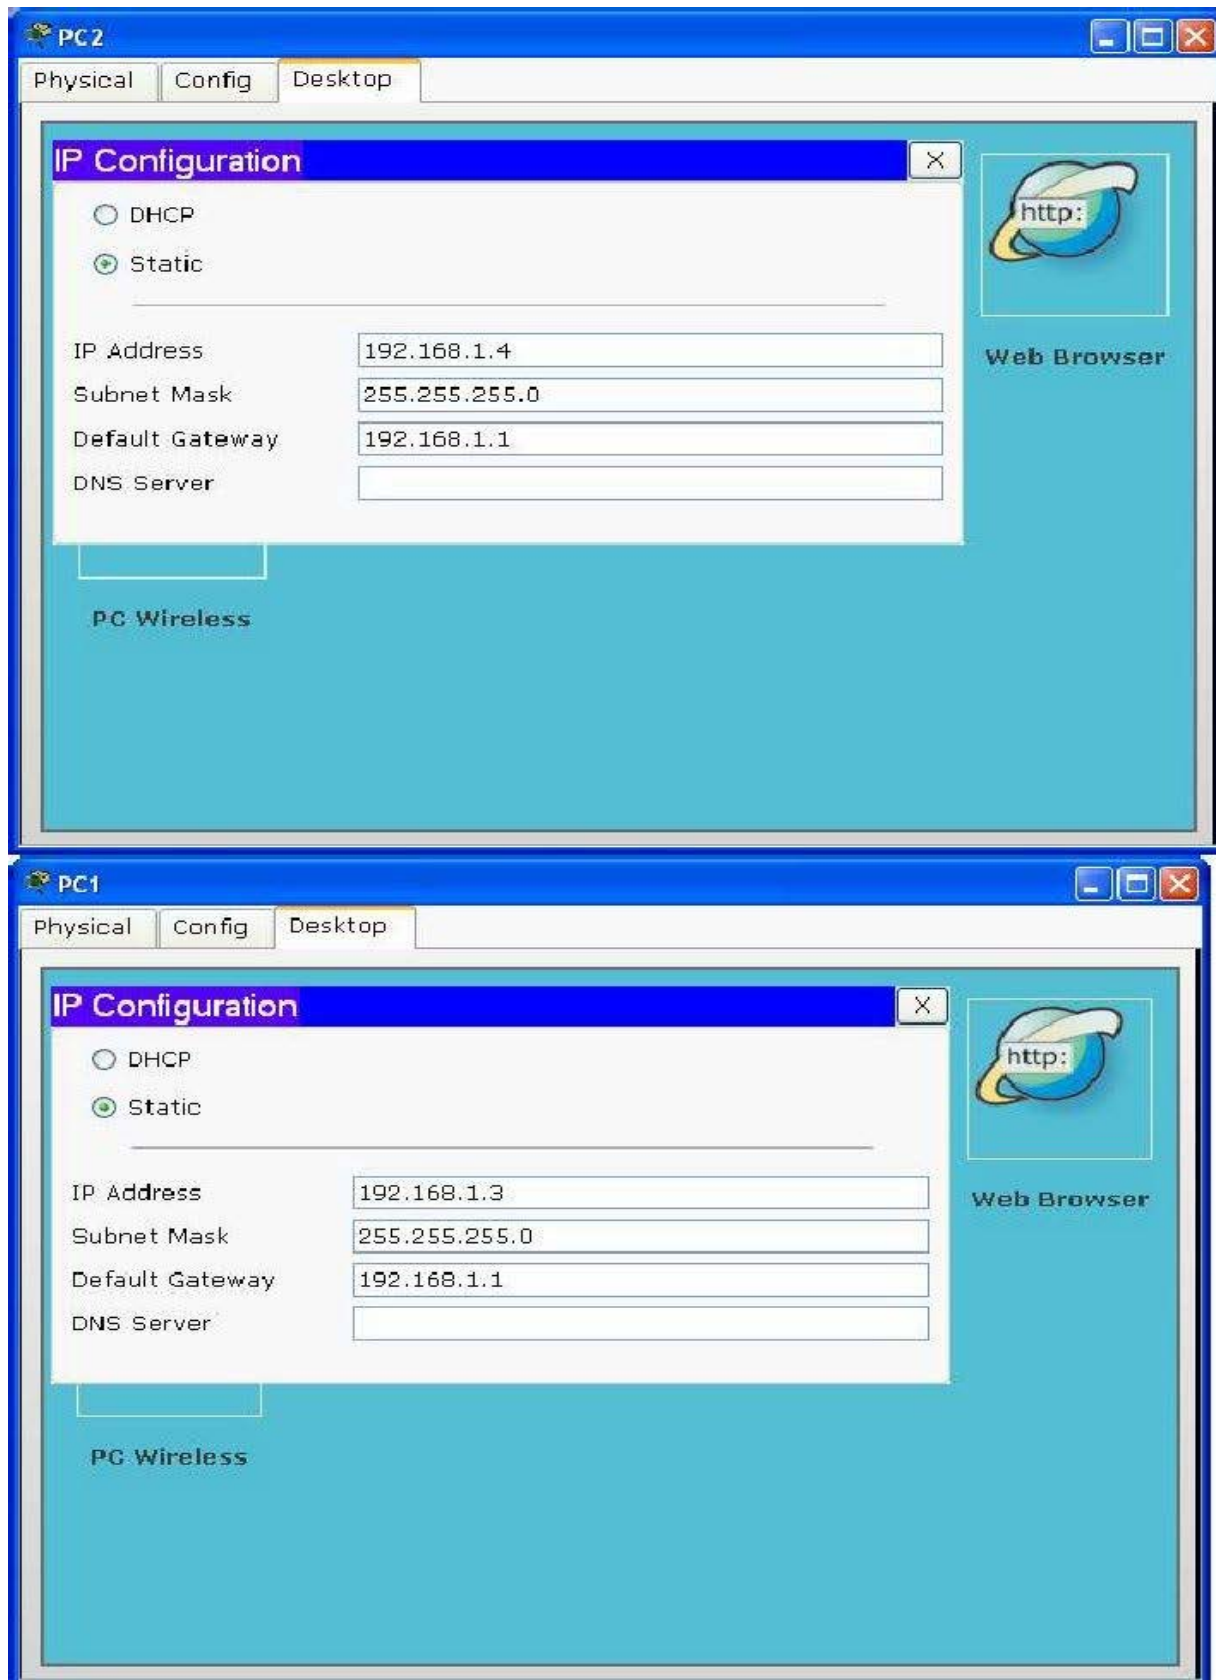 PC2
Physical Config Desktop
IP Configuration X
DHCP
Static
http:
IP Address 192.168.1.4
Web Browser
Subnet Mask 255.255.255.0
Default Gateway 192.168.1.1
DNS Server
PC Wireless
PC1
Physical Config Desktop
IP Configuration X
DHCP
Static
http:
IP Address 192.168.1.3
Web Browser
Subnet Mask 255.255.255.0
Default Gateway 192.168.1.1
DNS Server
PC Wireless